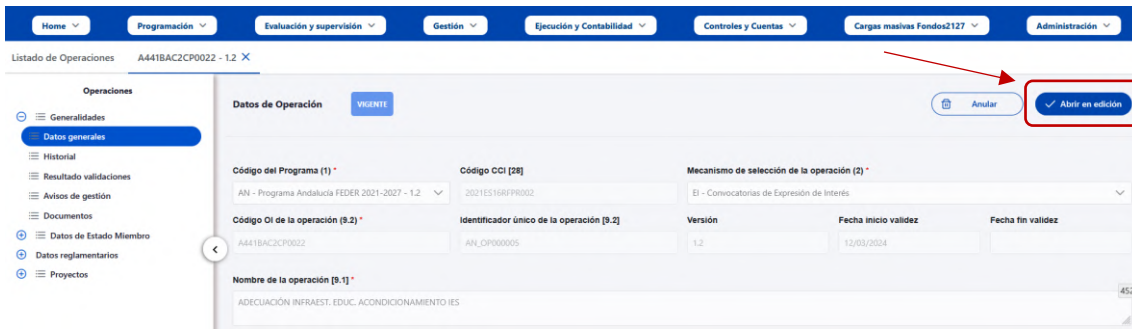 Home Programación Evaluación y supervisión Gestión Ejecución y Contabilidad Controles y Cuentas Cargas masivas Fondos2127 Administración
Listado de Operaciones A441BAC2CP0022 - 1.2 X
Operaciones
Generalidades
Datos generales
Historial
Resultado validaciones
Avisos de gestión
Documentos
Datos de Estado Miembro
Datos reglamentarios
Proyectos
Datos de Operación VIGENTE Anular Abrir en edición
Código del Programa (1) * Código CCI [28] Mecanismo de selección de la operación (2) *
AN - Programa Andalucía FEDER 2021-2027 - 1.2 2021ES16RFPR002 EI - Convocatorias de Expresión de Interés
Código OI de la operación (9.2) * Identificador único de la operación [9.2] Versión Fecha inicio validez Fecha fin validez
A441BAC2CP0022 AN_OP000005 1.2 12/03/2024
Nombre de la operación [9.1] *
452
ADECUACIÓN INFRAEST. EDUC. ACONDICIONAMIENTO IES